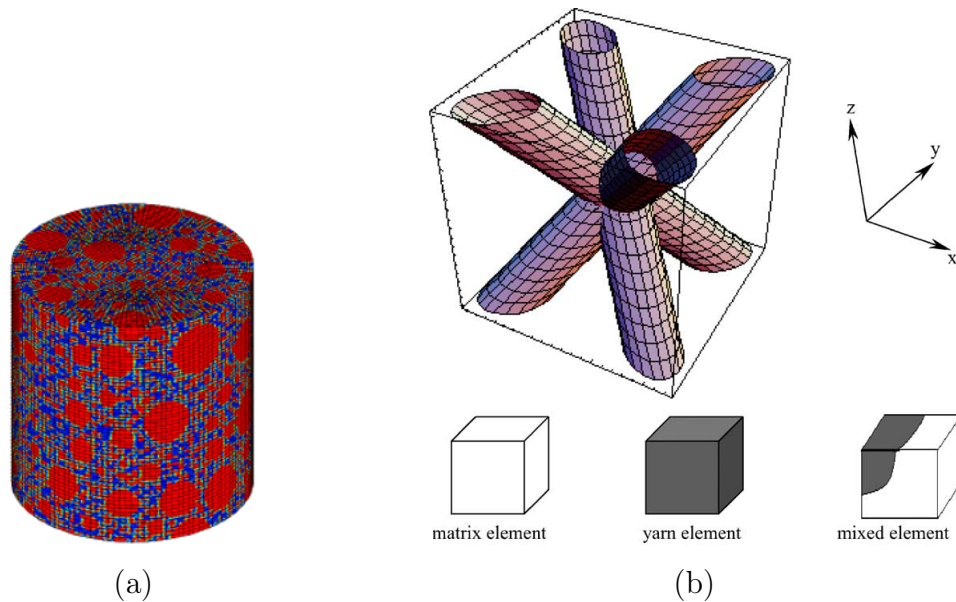 z
y
x
matrix element
yarn element
mixed element
(a)
(b)